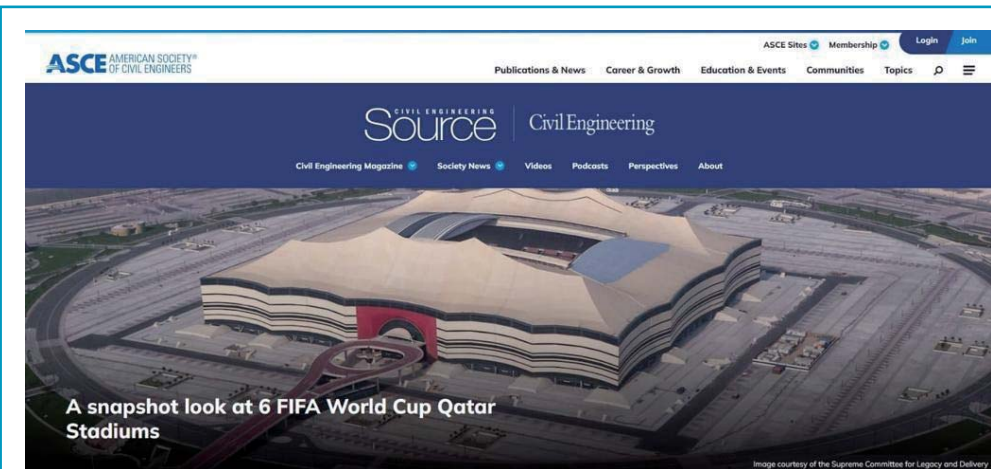 ASCE Sites Membership Login Join
ASCE AMERICAN SOCIETY®
OF CIVIL ENGINEERS
Publications & News Career & Growth Education & Events Communities Topics
CIVIL ENGINEERING
Source Civil Engineering
Civil Engineering Magazine Society News Videos Podcasts Perspectives About
A snapshot look at 6 FIFA World Cup Qatar
Stadiums
Image courtesy of the Supreme Committee for Legacy and Delivery